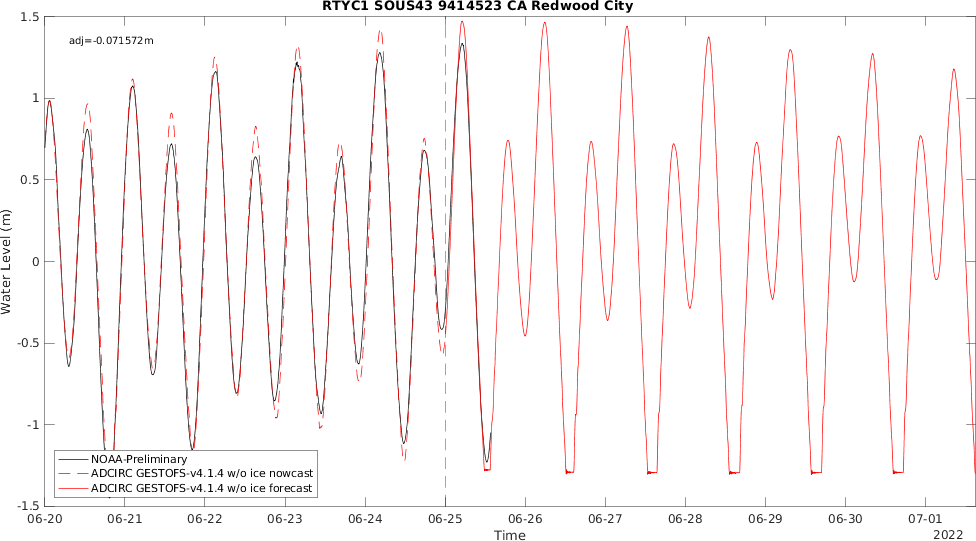 RTYC1 SOUS43 9414523 CA Redwood City
adj=-0.071572m
1.5
1
0.5
0
-0.5
-1
-1.5
Water Level (m)
NOAA-Preliminary
ADCIRC GESTOFS-v4.1.4 w/o ice nowcast
ADCIRC GESTOFS-v4.1.4 w/o ice forecast
06-20 06-21 06-22 06-23 06-24 06-25 06-26 06-27 06-28 06-29 06-30 07-01
Time
2022